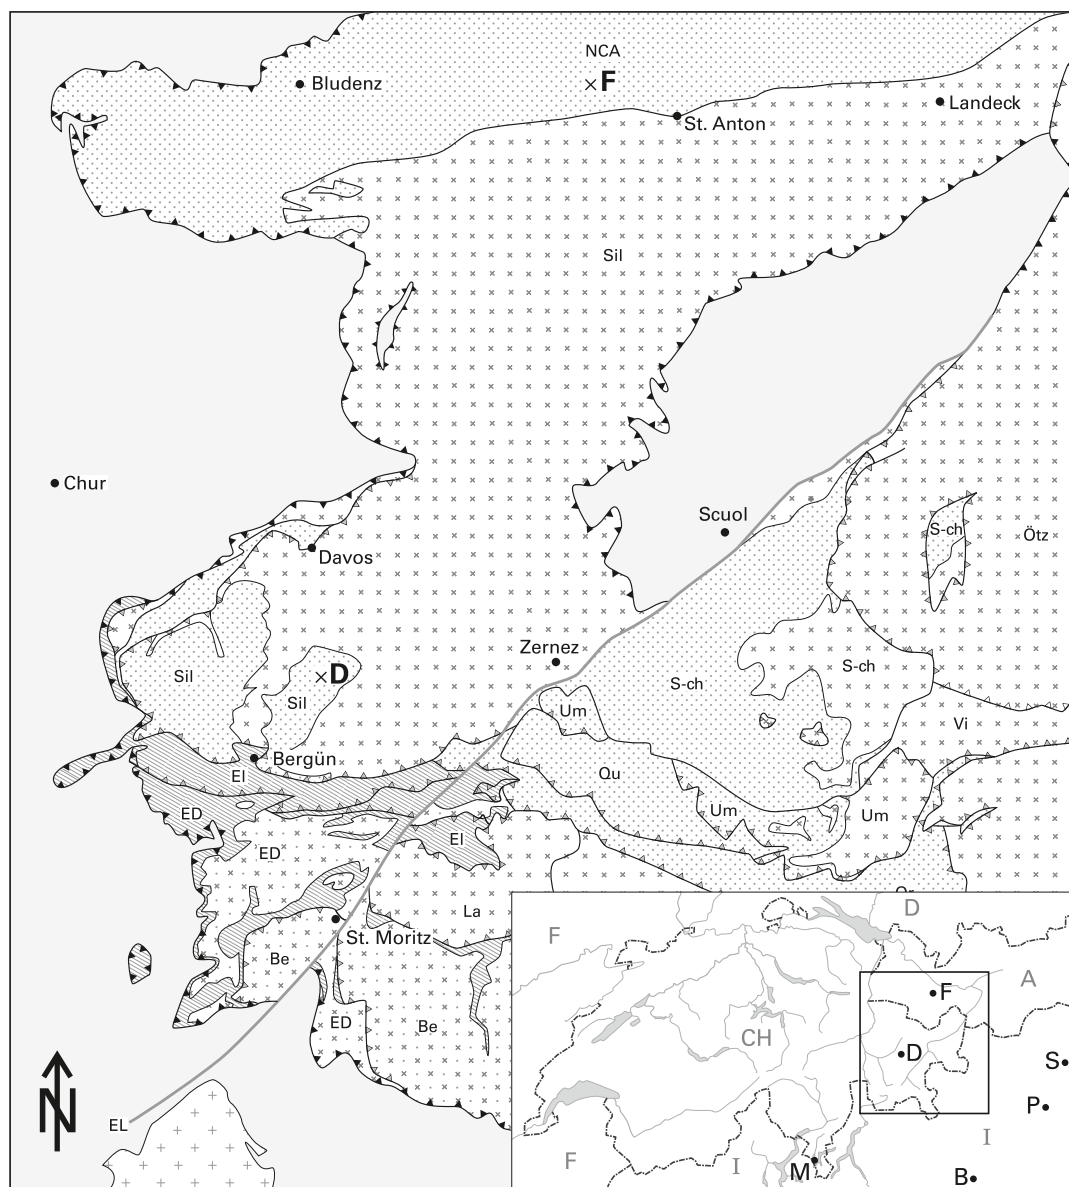 NCA
×F
Bludenz
Landeck
St. Anton
Sil
Chur
Scuol
S-ch
Ötz
Davos
Zernez
Sil
×D
Sil
S-ch
S-ch
Um
Vi
Bergün
El
Qu
ED
Um
Um
ED
El
La
St. Moritz
Be
ED
Be
N
EL
D
F
A
F
CH
D
S
P
I
F
I
M
B